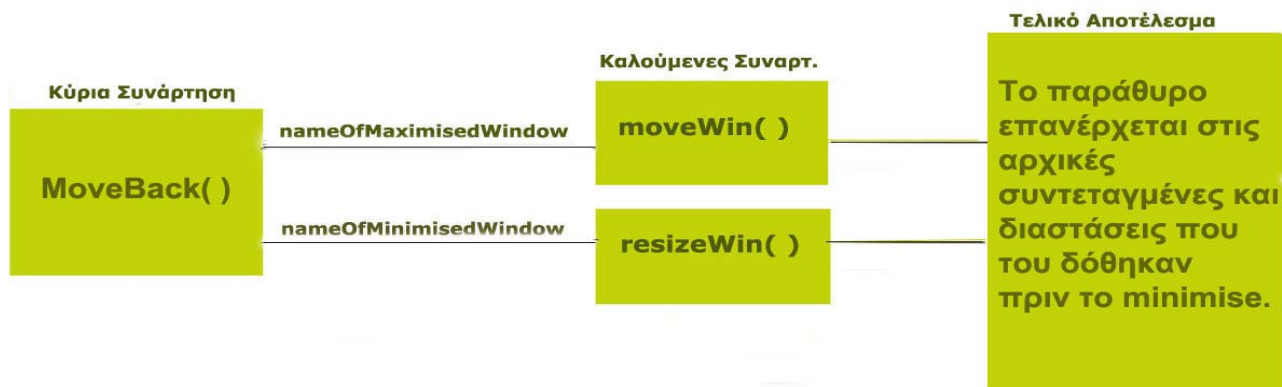 Κύρια Συνάρτηση
MoveBack( )
nameOfMaximisedWindow
nameOfMinimisedWindow
Καλούμενες Συναρτ.
moveWin( )
resizeWin( )
Τελικό Αποτέλεσμα
Το παράθυρο
επανέρχεται στις
αρχικές
συντεταγμένες και
διαστάσεις που
του δόθηκαν
πριν το minimise.